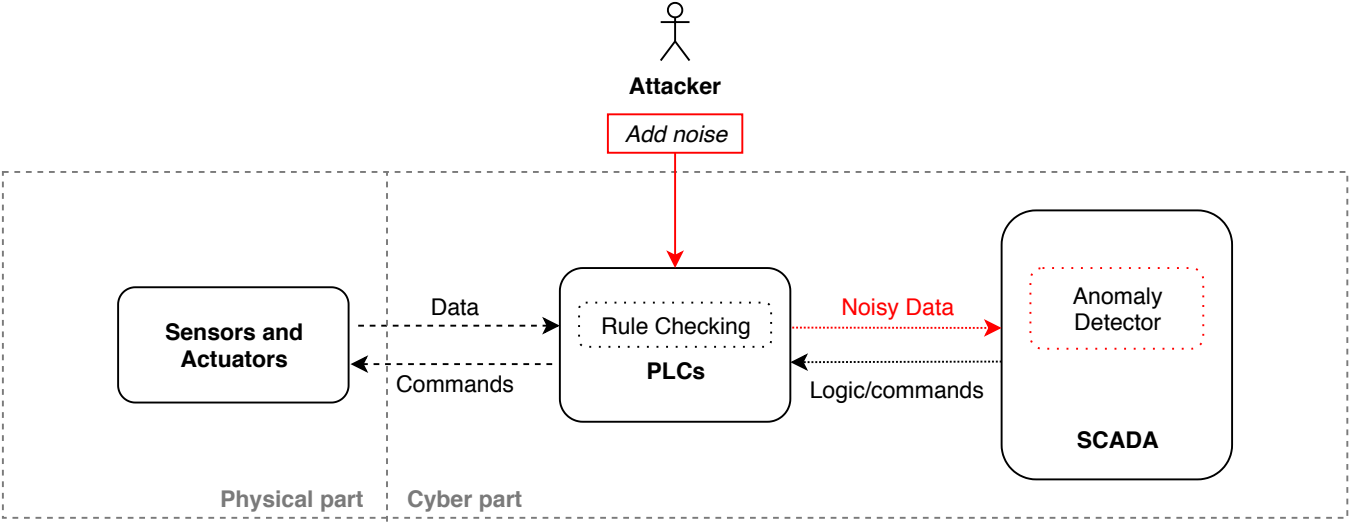 Attacker
Add noise
Sensors and
Actuators
Data
Commands
Rule Checking
PLCs
Noisy Data
Logic/commands
Anomaly
Detector
SCADA
Physical part
Cyber part